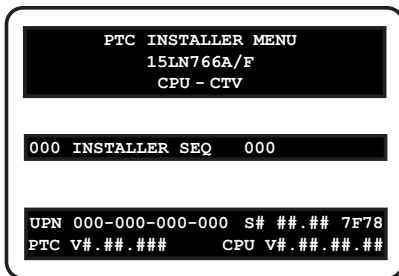 PTC INSTALLER MENU
15LN766A/F
CPU – CTV
000 INSTALLER SEQ 000
UPN 000-000-000-000 S# ##.## 7F78
PTC V#.##.### CPU V#.##.##.##